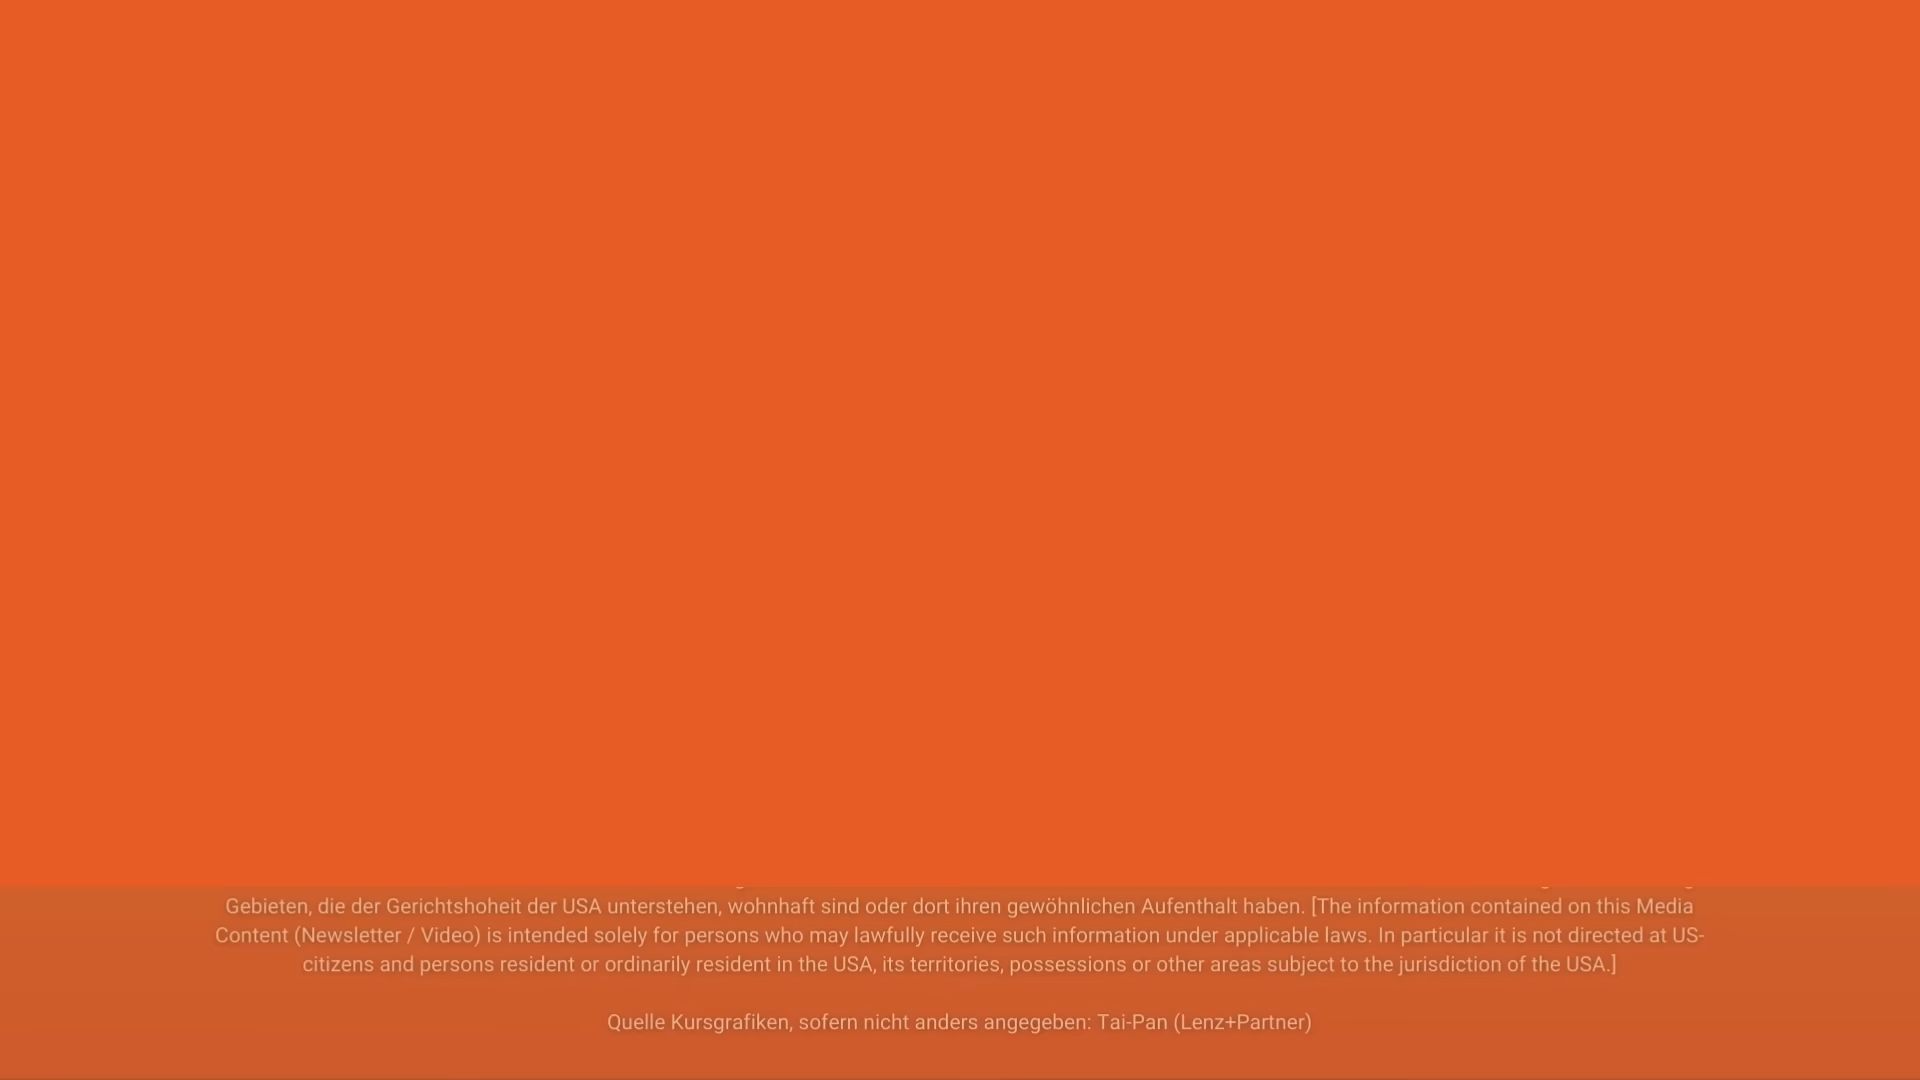 Gebieten, die der Gerichtshoheit der USA unterstehen, wohnhaft sind oder dort ihren gewöhnlichen Aufenthalt haben. [The information contained on this Media
Content (Newsletter / Video) is intended solely for persons who may lawfully receive such information under applicable laws. In particular it is not directed at US-
citizens and persons resident or ordinarily resident in the USA, its territories, possessions or other areas subject to the jurisdiction of the USA.]
Quelle Kursgrafiken, sofern nicht anders angegeben: Tai-Pan (Lenz+Partner)